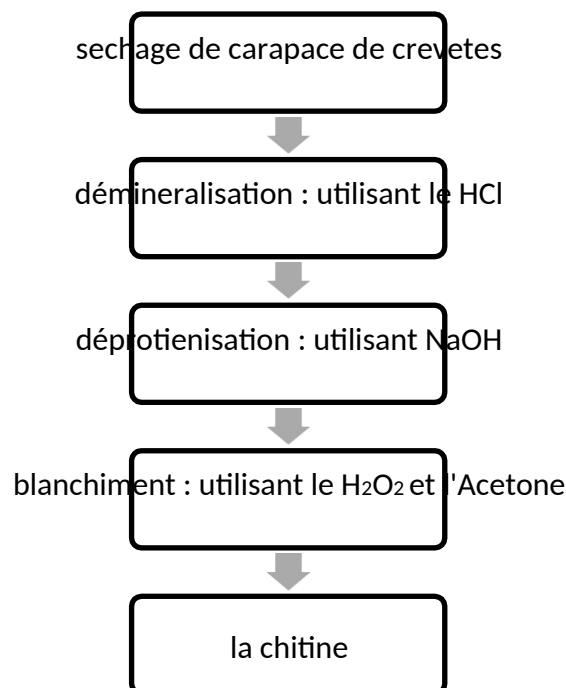 sechage de carapace de crevetes
démineralisation : utilisant le HCl
déprotienisation : utilisant NaOH
blanchiment : utilisant le H₂O₂ et l'Acetone
la chitine